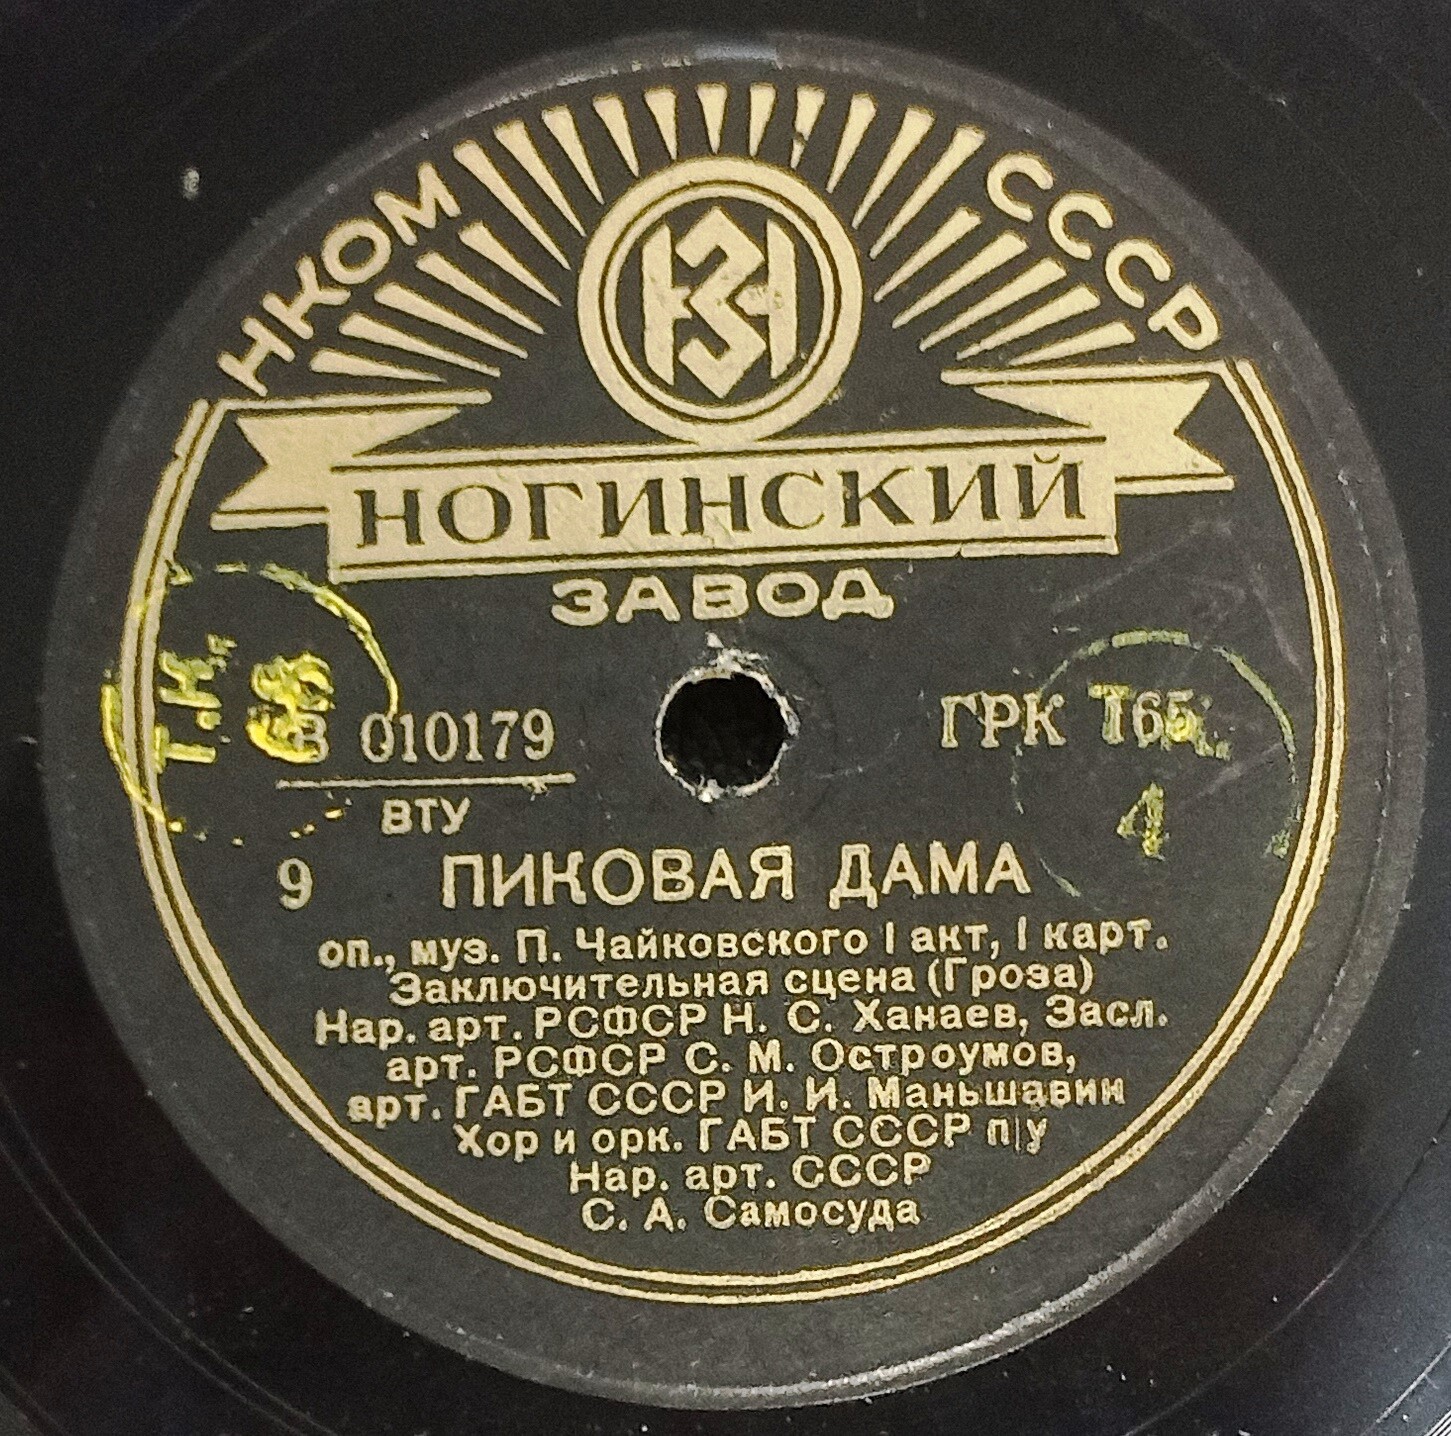 НКОМ СССР
НЗ
НОГИНСКИЙ
ЗАВОД
Т.К.
В 010179
ГРК 165
ВТУ
4
9 ПИКОВАЯ ДАМА
оп., муз. П. Чайковского I акт, I карт.
Заключительная сцена (Гроза)
Нар. арт. РСФСР Н. С. Ханаев, Засл.
арт. РСФСР С. М. Остроумов,
арт. ГАБТ СССР И. И. Маньшавин
Хор и орк. ГАБТ СССР п/у
Нар. арт. СССР
С. А. Самосуда